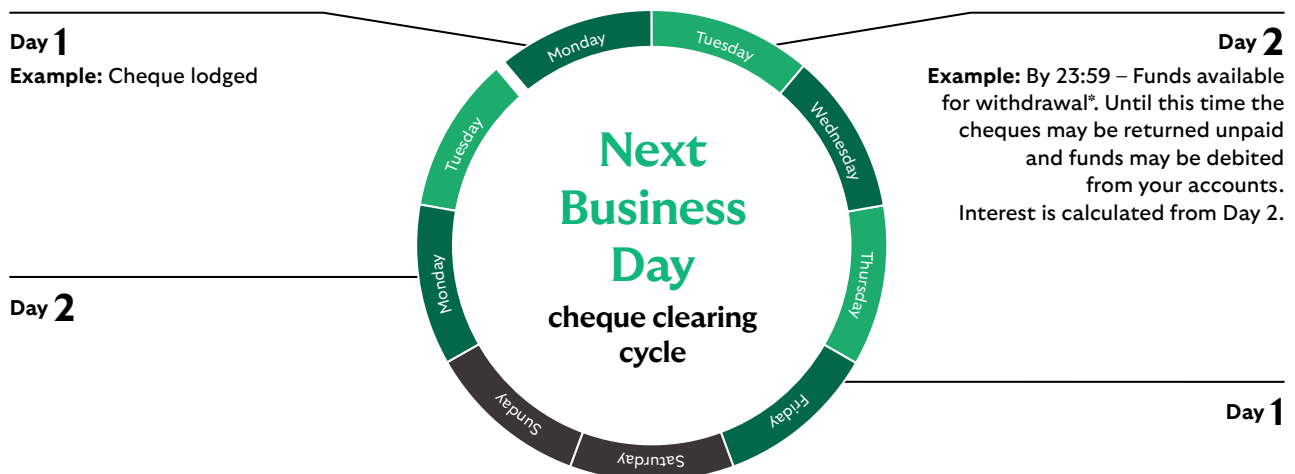 Day 1
Example: Cheque lodged
Monday
Tuesday
Wednesday
Thursday
Friday
Saturday
Sunday
Monday
Tuesday
Next
Business
Day
cheque clearing
cycle
Day 2
Example: By 23:59 – Funds available
for withdrawal*. Until this time the
cheques may be returned unpaid
and funds may be debited
from your accounts.
Interest is calculated from Day 2.
Day 2
Day 1